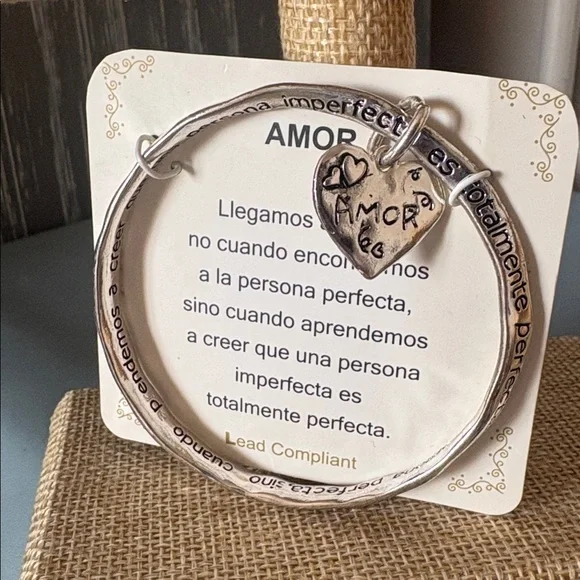 AMOR
Llegamos
no cuando
a la persona perfecta,
sino cuando aprendemos
a creer que una persona
imperfecta es
totalmente perfecta.
Lead Compliant
AMOR
persona imperfecta es totalmente perfecta
a creer
cuando endemos
perfecta, sino